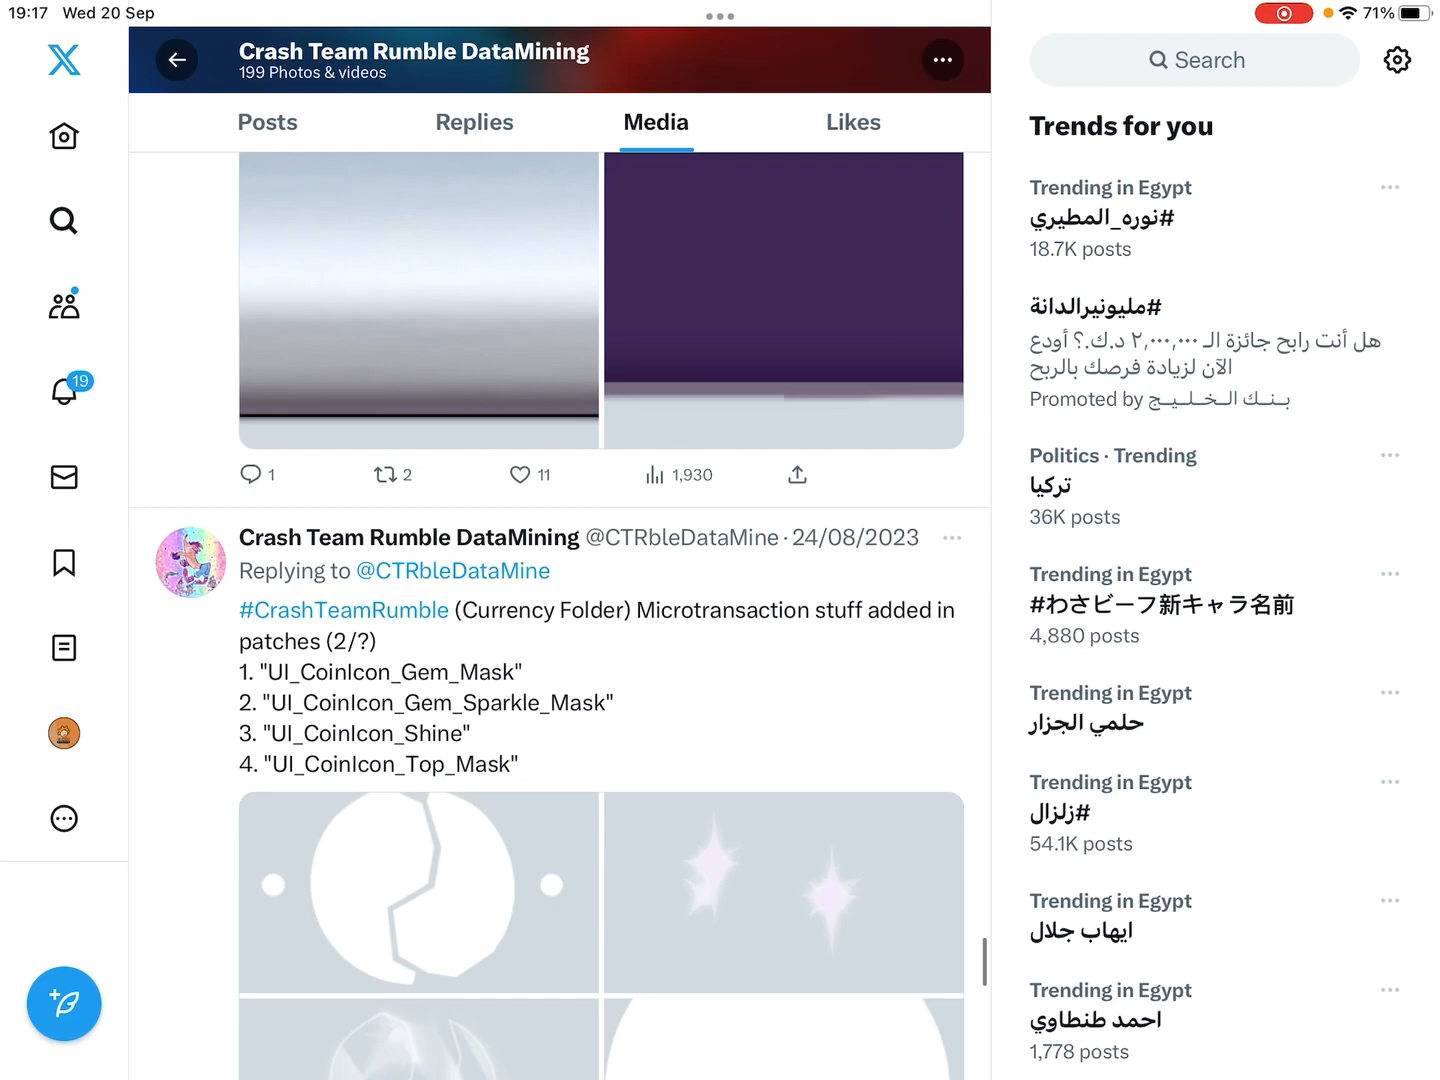 19:17 Wed 20 Sep
71%
Crash Team Rumble DataMining
199 Photos & videos
Search
Posts Replies Media Likes
19
1 2 11 1,930
Crash Team Rumble DataMining @CTRbleDataMine · 24/08/2023
Replying to @CTRbleDataMine
#CrashTeamRumble (Currency Folder) Microtransaction stuff added in
patches (2/?)
1. "UI_CoinIcon_Gem_Mask"
2. "UI_CoinIcon_Gem_Sparkle_Mask"
3. "UI_CoinIcon_Shine"
4. "UI_CoinIcon_Top_Mask"
Trends for you
Trending in Egypt
#نوره_المطيري
18.7K posts
#مليونيرالدانة
هل أنت رابح جائزة الـ ٢,٠٠٠,٠٠٠ د.ك.؟ أودع
الآن لزيادة فرصك بالربح
Promoted by بـنــك الـخــلــيــج
Politics · Trending
تركيا
36K posts
Trending in Egypt
#わさビーフ新キャラ名前
4,880 posts
Trending in Egypt
حلمي الجزار
Trending in Egypt
#زلزال
54.1K posts
Trending in Egypt
ايهاب جلال
Trending in Egypt
احمد طنطاوي
1,778 posts